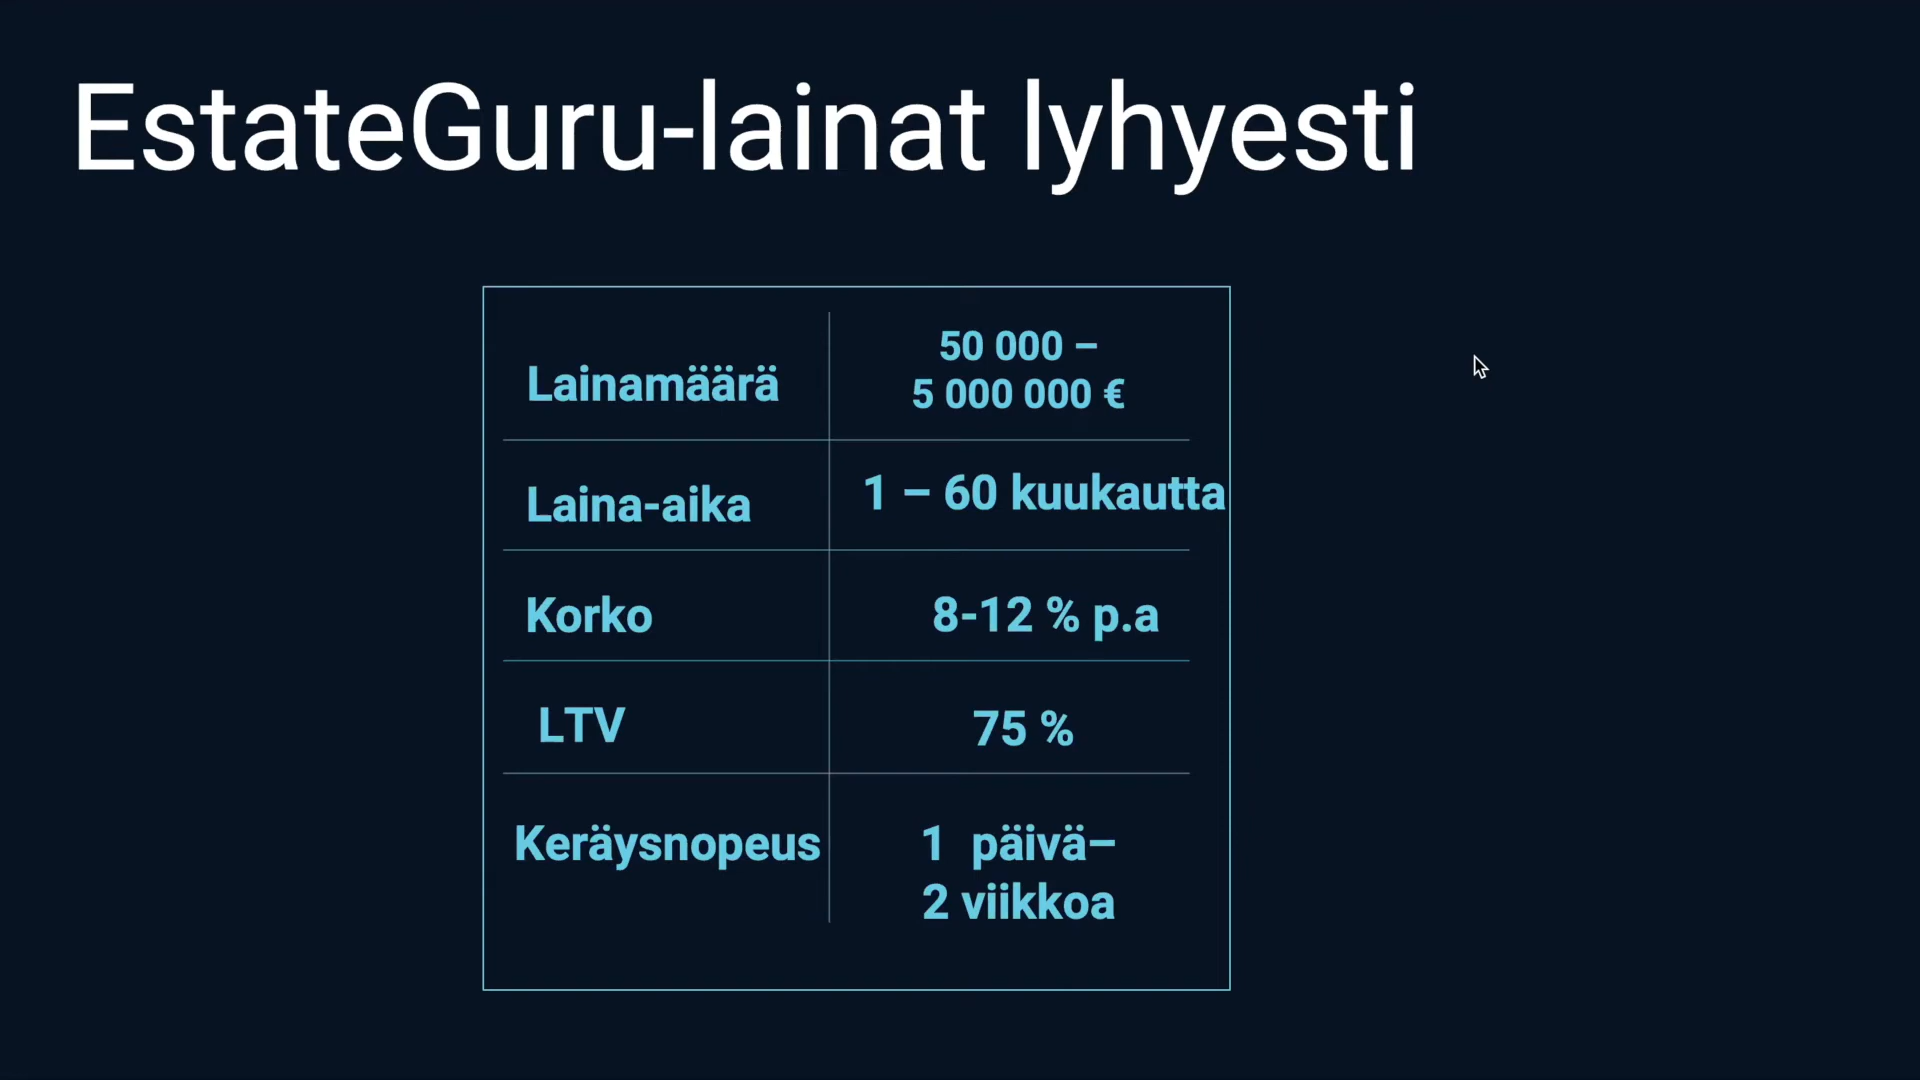 EstateGuru-lainat lyhyesti
Lainamäärä
50 000 –
5 000 000 €
Laina-aika
1 – 60 kuukautta
Korko
8-12 % p.a
LTV
75 %
Keräysnopeus
1 päivä–
2 viikkoa